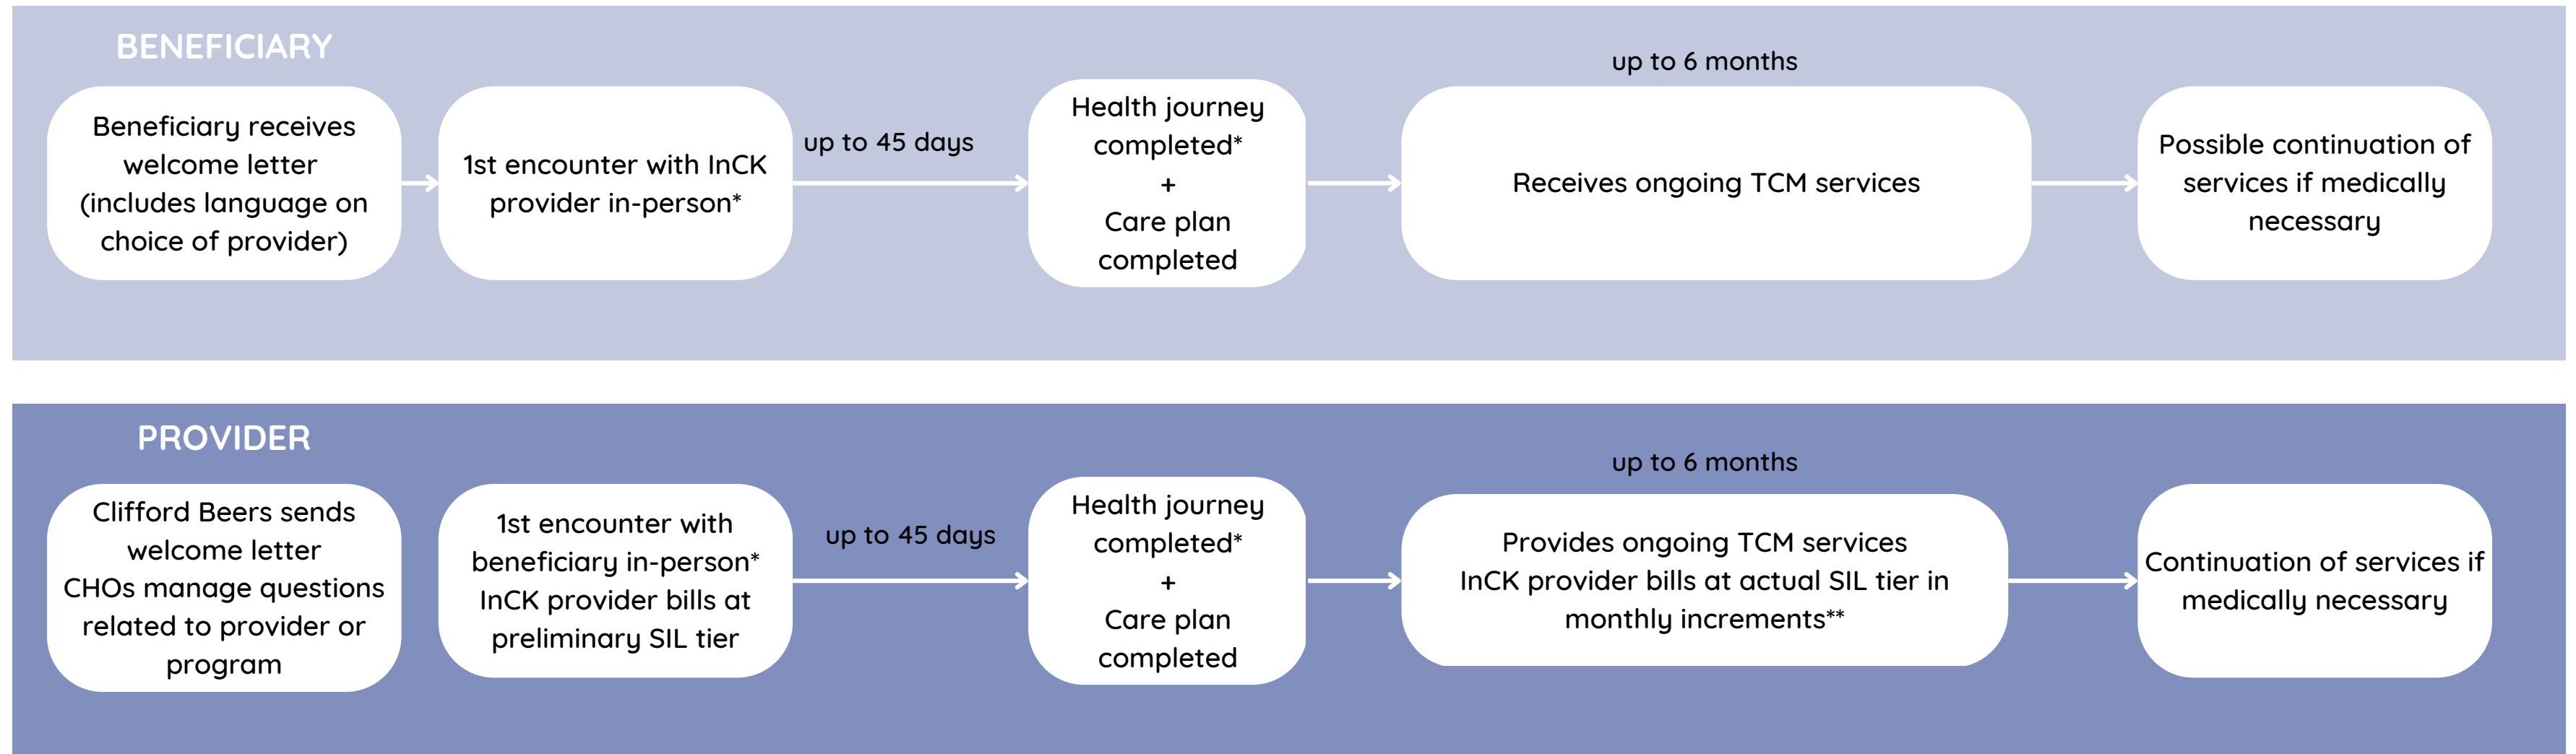 BENEFICIARY
Beneficiary receives
welcome letter
(includes language on
choice of provider)
1st encounter with InCK
provider in-person*
up to 45 days
Health journey
completed*
+
Care plan
completed
up to 6 months
Receives ongoing TCM services
Possible continuation of
services if medically
necessary
PROVIDER
Clifford Beers sends
welcome letter
CHOs manage questions
related to provider or
program
1st encounter with
beneficiary in-person*
InCK provider bills at
preliminary SIL tier
up to 45 days
Health journey
completed*
+
Care plan
completed
up to 6 months
Provides ongoing TCM services
InCK provider bills at actual SIL tier in
monthly increments**
Continuation of services if
medically necessary